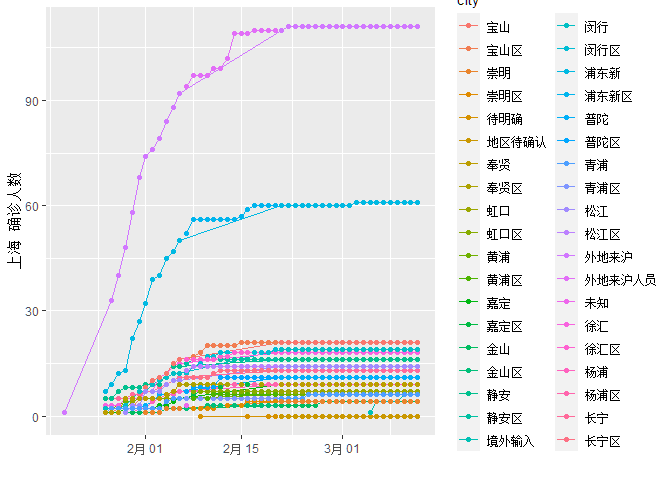 city
宝山
宝山区
崇明
崇明区
待明确
地区待确认
奉贤
奉贤区
虹口
虹口区
黄浦
黄浦区
嘉定
嘉定区
金山
金山区
静安
静安区
境外输入
闵行
闵行区
浦东新
浦东新区
普陀
普陀区
青浦
青浦区
松江
松江区
外地来沪
外地来沪人员
未知
徐汇
徐汇区
杨浦
杨浦区
长宁
长宁区
上海 确诊人数
90
60
30
0
2月 01
2月 15
3月 01